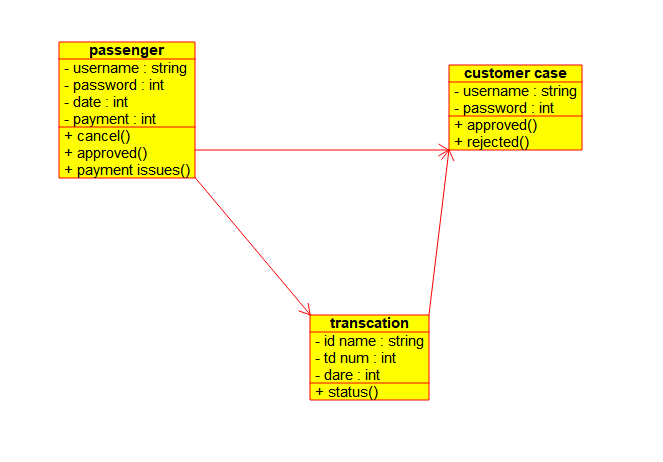 passenger
- username : string
- password : int
- date : int
- payment : int
+ cancel()
+ approved()
+ payment issues()
customer case
- username : string
- password : int
+ approved()
+ rejected()
transcation
- id name : string
- td num : int
- dare : int
+ status()